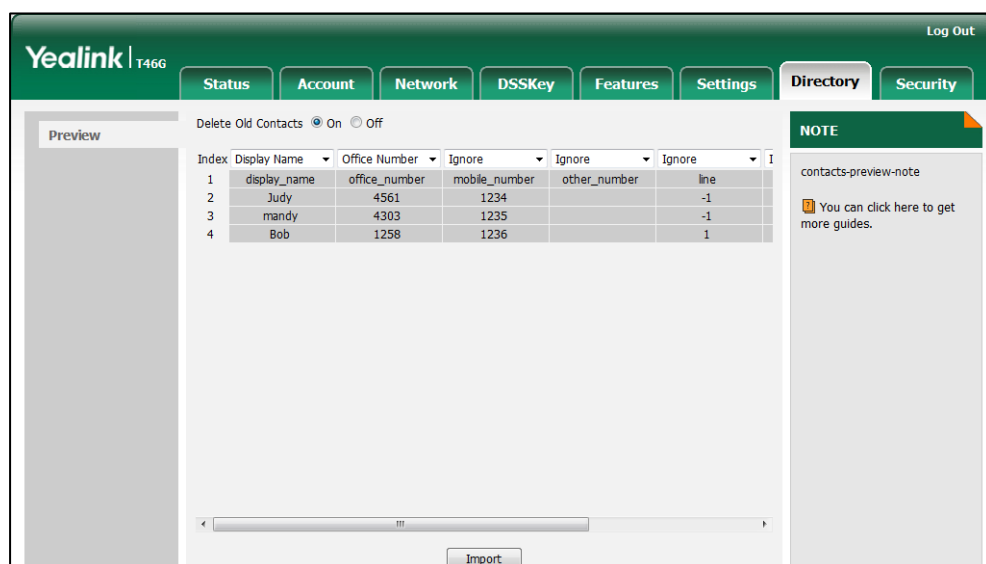 Log Out
Yealink T46G
Status Account Network DSSKey Features Settings Directory Security
Preview
Delete Old Contacts On Off
Index Display Name Office Number Ignore Ignore Ignore I
1 display_name office_number mobile_number other_number line
2 Judy 4561 1234 -1
3 mandy 4303 1235 -1
4 Bob 1258 1236 1
Import
NOTE
contacts-preview-note
You can click here to get
more guides.